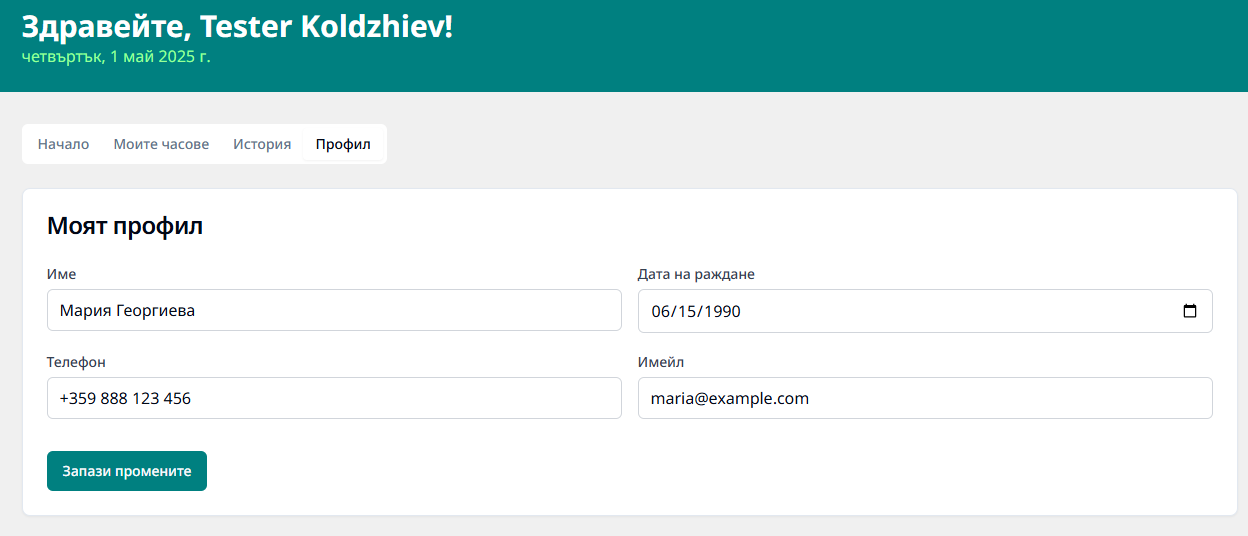 Здравейте, Tester Koldzhiev!
четвъртък, 1 май 2025 г.
Начало Моите часове История Профил
Моят профил
Име Дата на раждане
Мария Георгиева 06/15/1990
Телефон Имейл
+359 888 123 456 maria@example.com
Запази промените